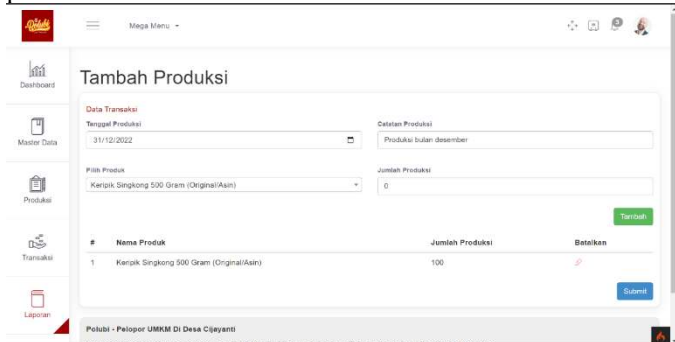 Polubi
Mega Menu
3
Dashboard
Master Data
Produksi
Transaksi
Laporan
Tambah Produksi
Data Transaksi
Tanggal Produksi
Catatan Produksi
31/12/2022
Produksi bulan desember
Pilih Produk
Jumlah Produksi
Keripik Singkong 500 Gram (Original/Asin)
0
Tambah
# Nama Produk Jumlah Produksi Batalkan
1 Keripik Singkong 500 Gram (Original/Asin) 100
Submit
Polubi - Pelopor UMKM Di Desa Cijayanti